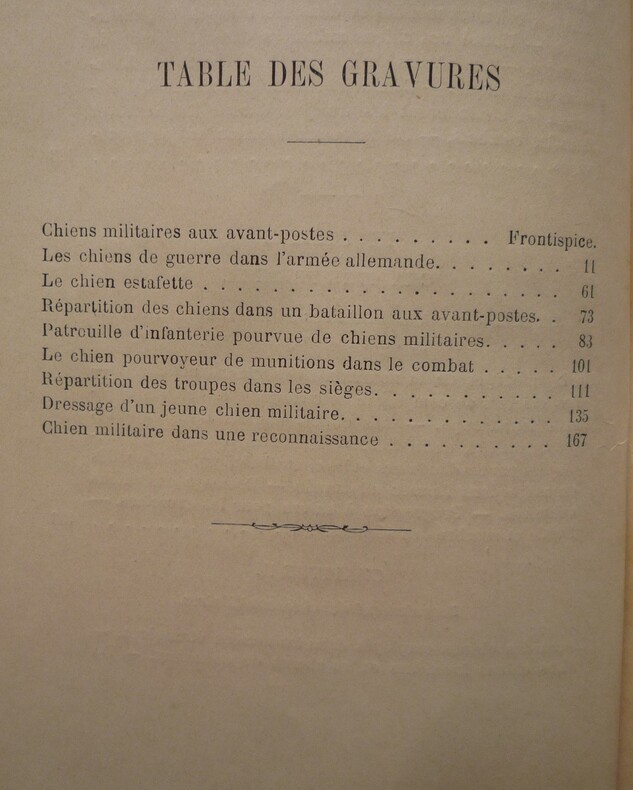 TABLE DES GRAVURES
Chiens militaires aux avant-postes . . . . . . . . . Frontispice.
Les chiens de guerre dans l'armée allemande. . . . . . . . 11
Le chien estafette . . . . . . . . . . . . . . . . . . . 61
Répartition des chiens dans un bataillon aux avant-postes. . 73
Patrouille d'infanterie pourvue de chiens militaires. . . . . 83
Le chien pourvoyeur de munitions dans le combat . . . . . 101
Répartition des troupes dans les sièges. . . . . . . . . . 111
Dressage d'un jeune chien militaire. . . . . . . . . . . . 135
Chien militaire dans une reconnaissance . . . . . . . . . . 167